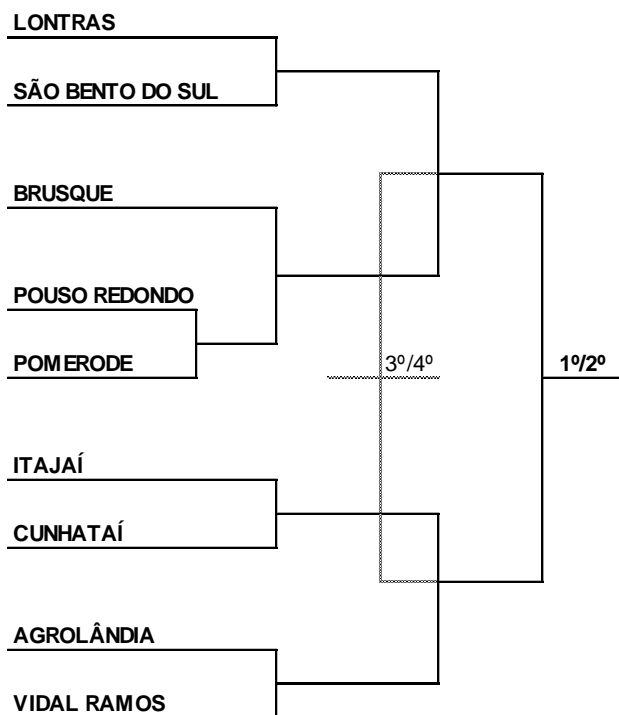 LONTRAS
SÃO BENTO DO SUL
BRUSQUE
POUSO REDONDO
POMERODE
3º/4º
1º/2º
ITAJAÍ
CUNHATAÍ
AGROLÂNDIA
VIDAL RAMOS